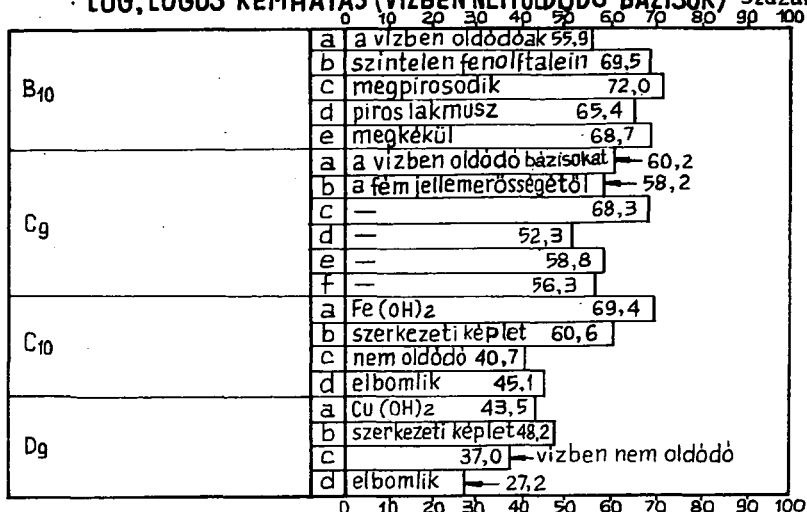 LÚG, LÚGOS KÉMHATÁS (VÍZBEN NEM OLDÓDÓ BÁZISOK)
0 10 20 30 40 50 60 70 80 90 100
B10
a a vízben oldódóak 55,9
b színtelen fenolftalein 69,5
c megpirosodik 72,0
d piros lakmusz 65,4
e megkékül 68,7
C9
a a vízben oldódó bázisokat 60,2
b a fém jellemerősségétől 58,2
c — 68,3
d — 52,3
e — 58,8
f — 56,3
C10
a Fe(OH)2 69,4
b szerkezeti képlet 60,6
c nem oldódó 40,7
d elbomlik 45,1
D9
a Cu(OH)2 43,5
b szerkezeti képlet 48,2
c 37,0 vízben nem oldódó
d elbomlik 27,2
0 10 20 30 40 50 60 70 80 90 100